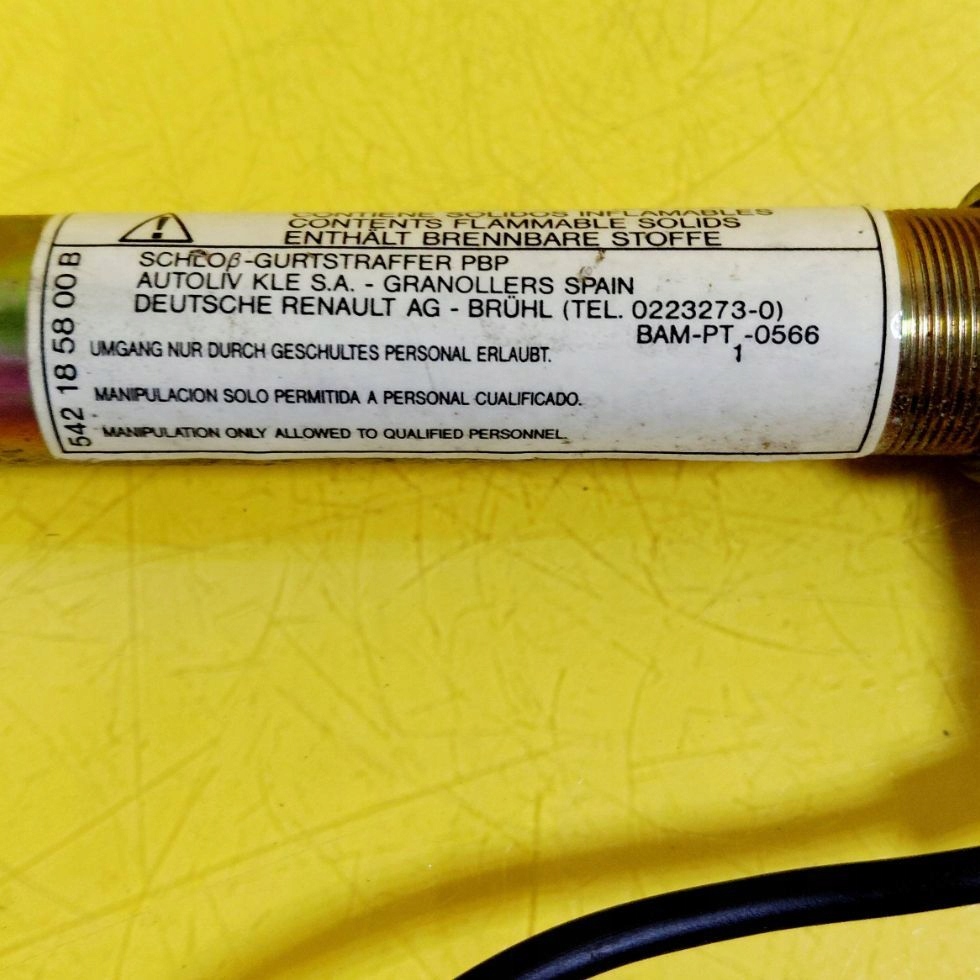 CONTIENE SOLIDOS INFLAMABLES
CONTENTS FLAMMABLE SOLIDS
ENTHÄLT BRENNBARE STOFFE
SCHLOβ-GURTSTRAFFER PBP
AUTOLIV KLE S.A. - GRANOLLERS SPAIN
DEUTSCHE RENAULT AG - BRÜHL (TEL. 0223273-0)
BAM-PT₁-0566
UMGANG NUR DURCH GESCHULTES PERSONAL ERLAUBT.
MANIPULACION SOLO PERMITIDA A PERSONAL CUALIFICADO.
MANIPULATION ONLY ALLOWED TO QUALIFIED PERSONNEL.
542 18 58 00 B